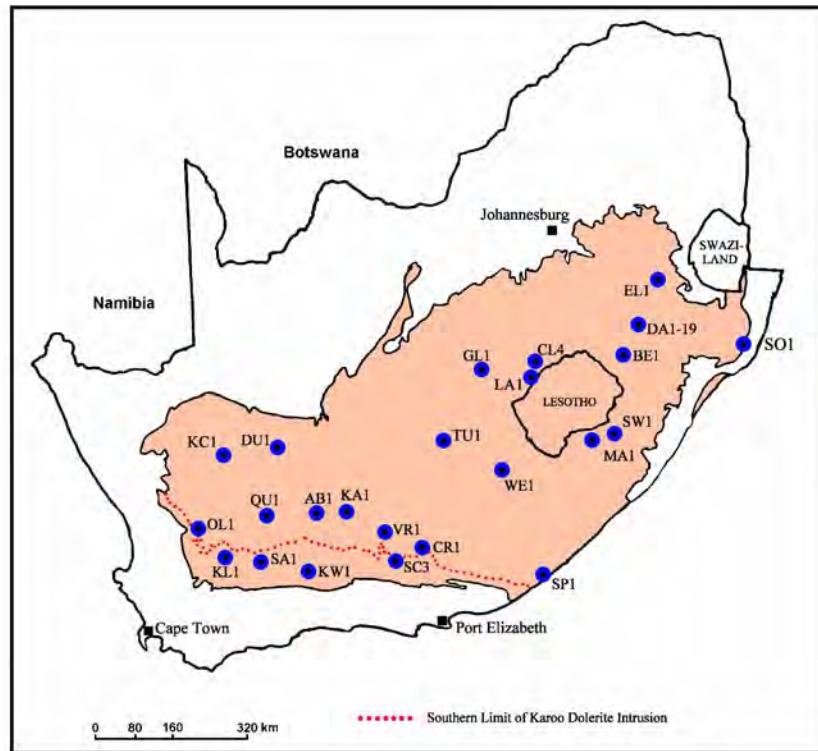 Botswana
Johannesburg
SWAZI-
LAND
Namibia
EL1
DA1-19
SO1
CL4
GL1
BE1
LA1
LESOTHO
SW1
KC1
DU1
TU1
MA1
WE1
QU1
AB1
KA1
OL1
VR1
CR1
KL1
SA1
KW1
SC3
SP1
Cape Town
Port Elizabeth
0 80 160 320 km
Southern Limit of Karoo Dolerite Intrusion